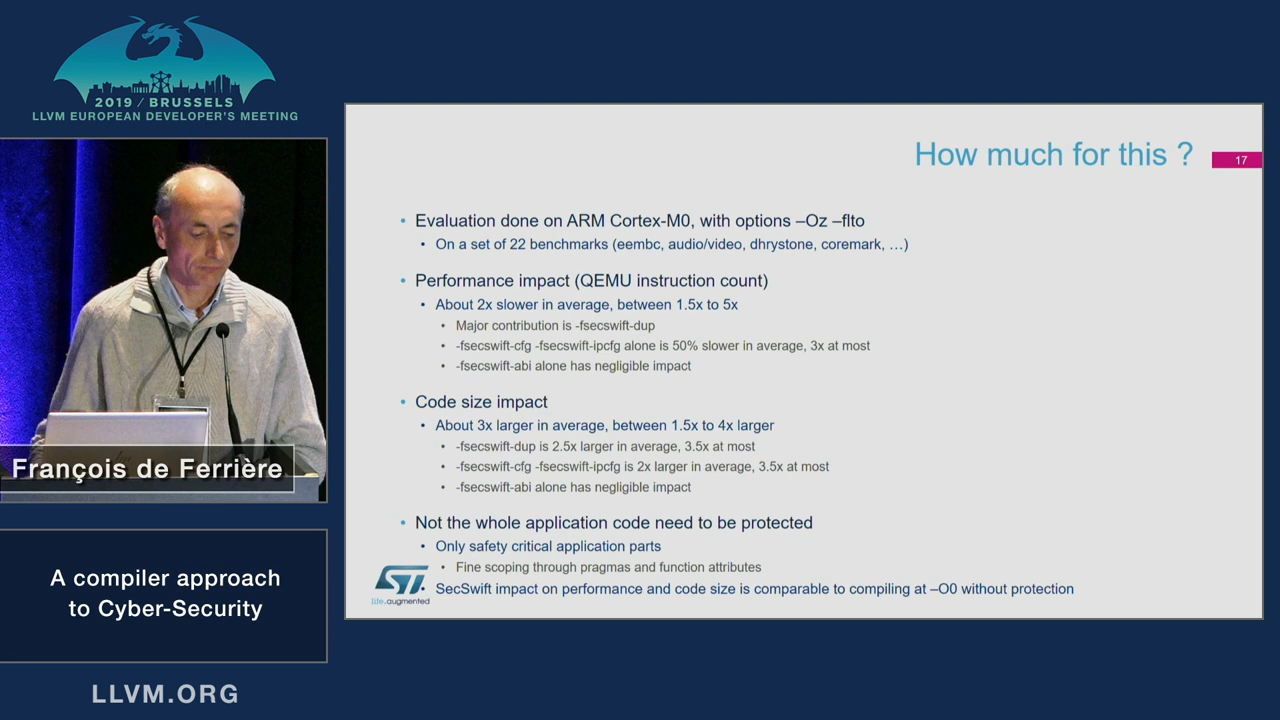 2019 / BRUSSELS
LLVM EUROPEAN DEVELOPER'S MEETING
François de Ferrière
A compiler approach
to Cyber-Security
LLVM.ORG
How much for this ?
17
• Evaluation done on ARM Cortex-M0, with options –Oz –flto
• On a set of 22 benchmarks (eembc, audio/video, dhrystone, coremark, …)
• Performance impact (QEMU instruction count)
• About 2x slower in average, between 1.5x to 5x
• Major contribution is -fsecswift-dup
• -fsecswift-cfg -fsecswift-ipcfg alone is 50% slower in average, 3x at most
• -fsecswift-abi alone has negligible impact
• Code size impact
• About 3x larger in average, between 1.5x to 4x larger
• -fsecswift-dup is 2.5x larger in average, 3.5x at most
• -fsecswift-cfg -fsecswift-ipcfg is 2x larger in average, 3.5x at most
• -fsecswift-abi alone has negligible impact
• Not the whole application code need to be protected
• Only safety critical application parts
• Fine scoping through pragmas and function attributes
• SecSwift impact on performance and code size is comparable to compiling at –O0 without protection
ST
life.augmented